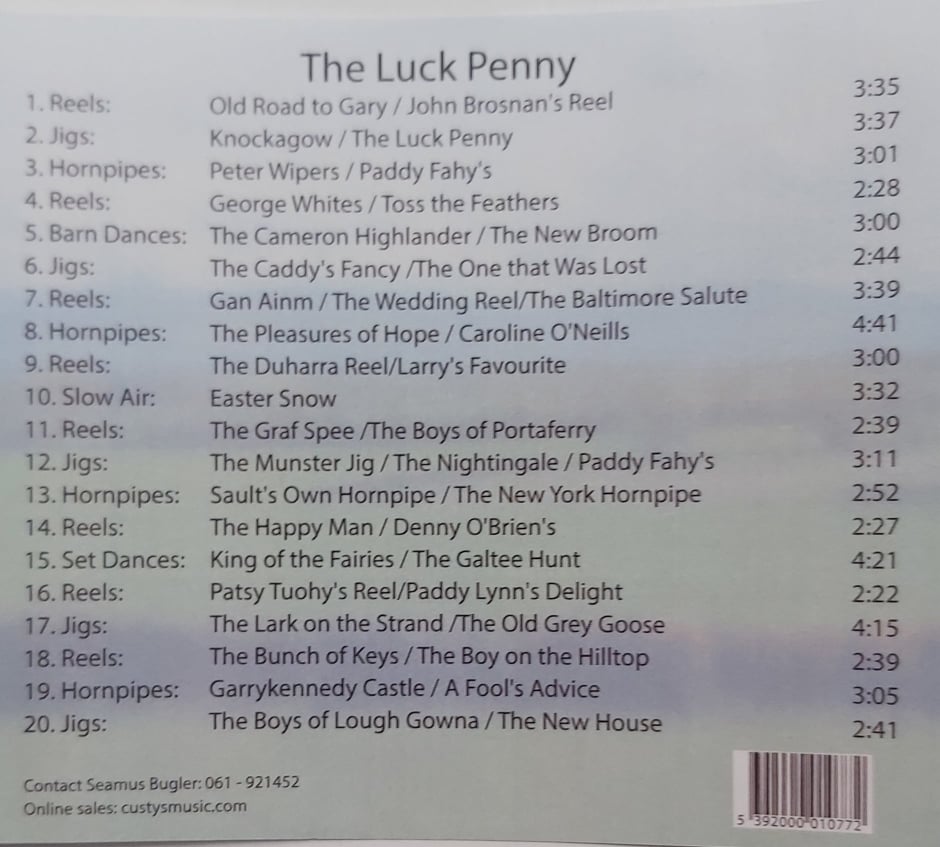 The Luck Penny
1. Reels: Old Road to Gary / John Brosnan's Reel 3:35
2. Jigs: Knockagow / The Luck Penny 3:37
3. Hornpipes: Peter Wipers / Paddy Fahy's 3:01
4. Reels: George Whites / Toss the Feathers 2:28
5. Barn Dances: The Cameron Highlander / The New Broom 3:00
6. Jigs: The Caddy's Fancy /The One that Was Lost 2:44
7. Reels: Gan Ainm / The Wedding Reel/The Baltimore Salute 3:39
8. Hornpipes: The Pleasures of Hope / Caroline O'Neills 4:41
9. Reels: The Duharra Reel/Larry's Favourite 3:00
10. Slow Air: Easter Snow 3:32
11. Reels: The Graf Spee /The Boys of Portaferry 2:39
12. Jigs: The Munster Jig / The Nightingale / Paddy Fahy's 3:11
13. Hornpipes: Sault's Own Hornpipe / The New York Hornpipe 2:52
14. Reels: The Happy Man / Denny O'Brien's 2:27
15. Set Dances: King of the Fairies / The Galtee Hunt 4:21
16. Reels: Patsy Tuohy's Reel/Paddy Lynn's Delight 2:22
17. Jigs: The Lark on the Strand /The Old Grey Goose 4:15
18. Reels: The Bunch of Keys / The Boy on the Hilltop 2:39
19. Hornpipes: Garrykennedy Castle / A Fool's Advice 3:05
20. Jigs: The Boys of Lough Gowna / The New House 2:41
Contact Seamus Bugler: 061 - 921452
Online sales: custysmusic.com
5 392000 010772